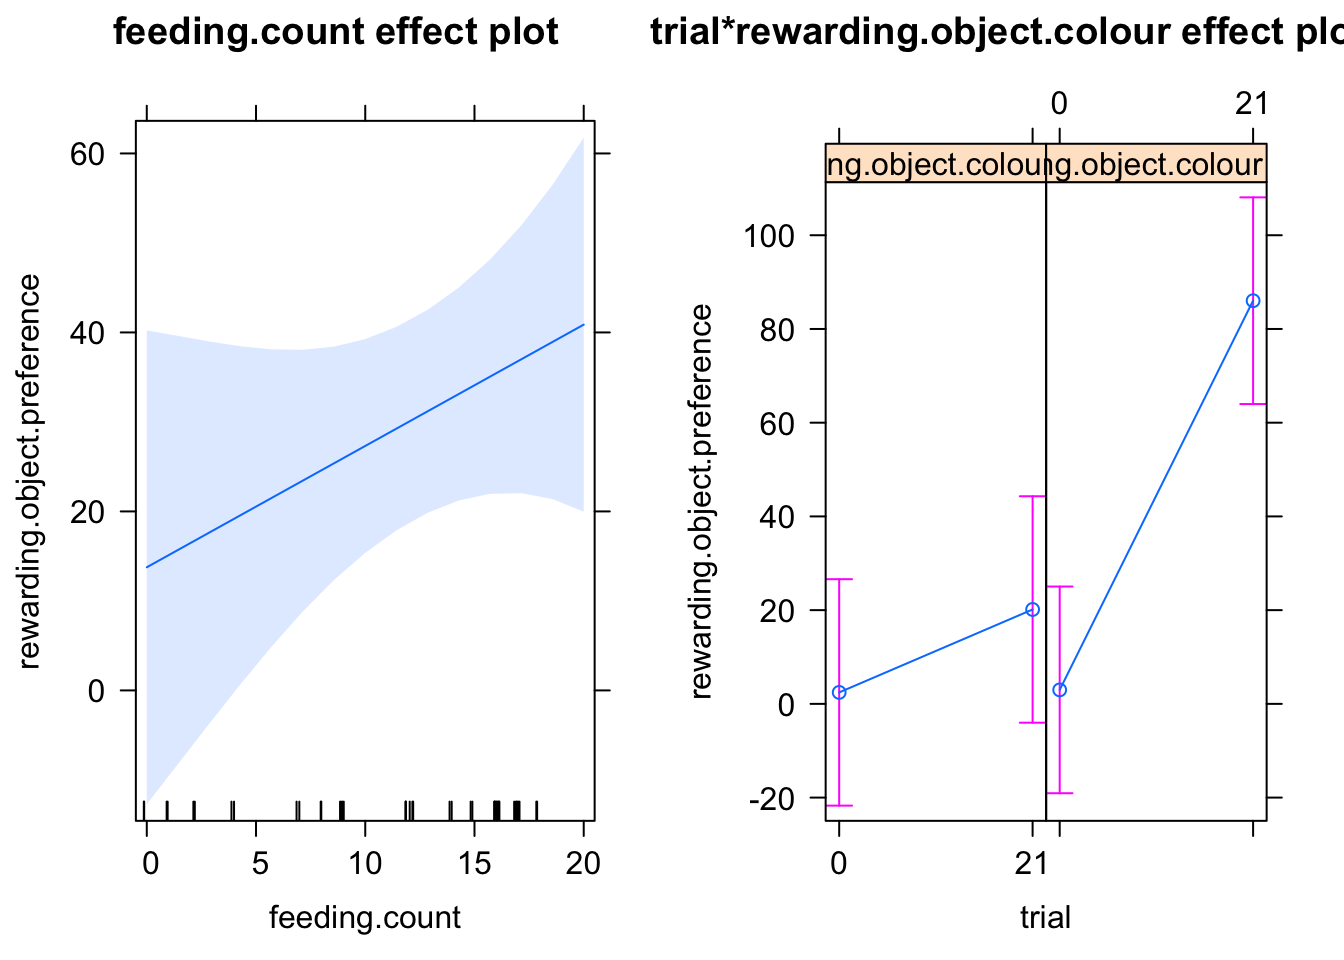 feeding.count effect plot
60
40
20
0
rewarding.object.preference
0 5 10 15 20
feeding.count
trial*rewarding.object.colour effect plo
0 21
ng.object.colou ng.object.colour
100
80
60
40
20
0
-20
rewarding.object.preference
0 21
trial